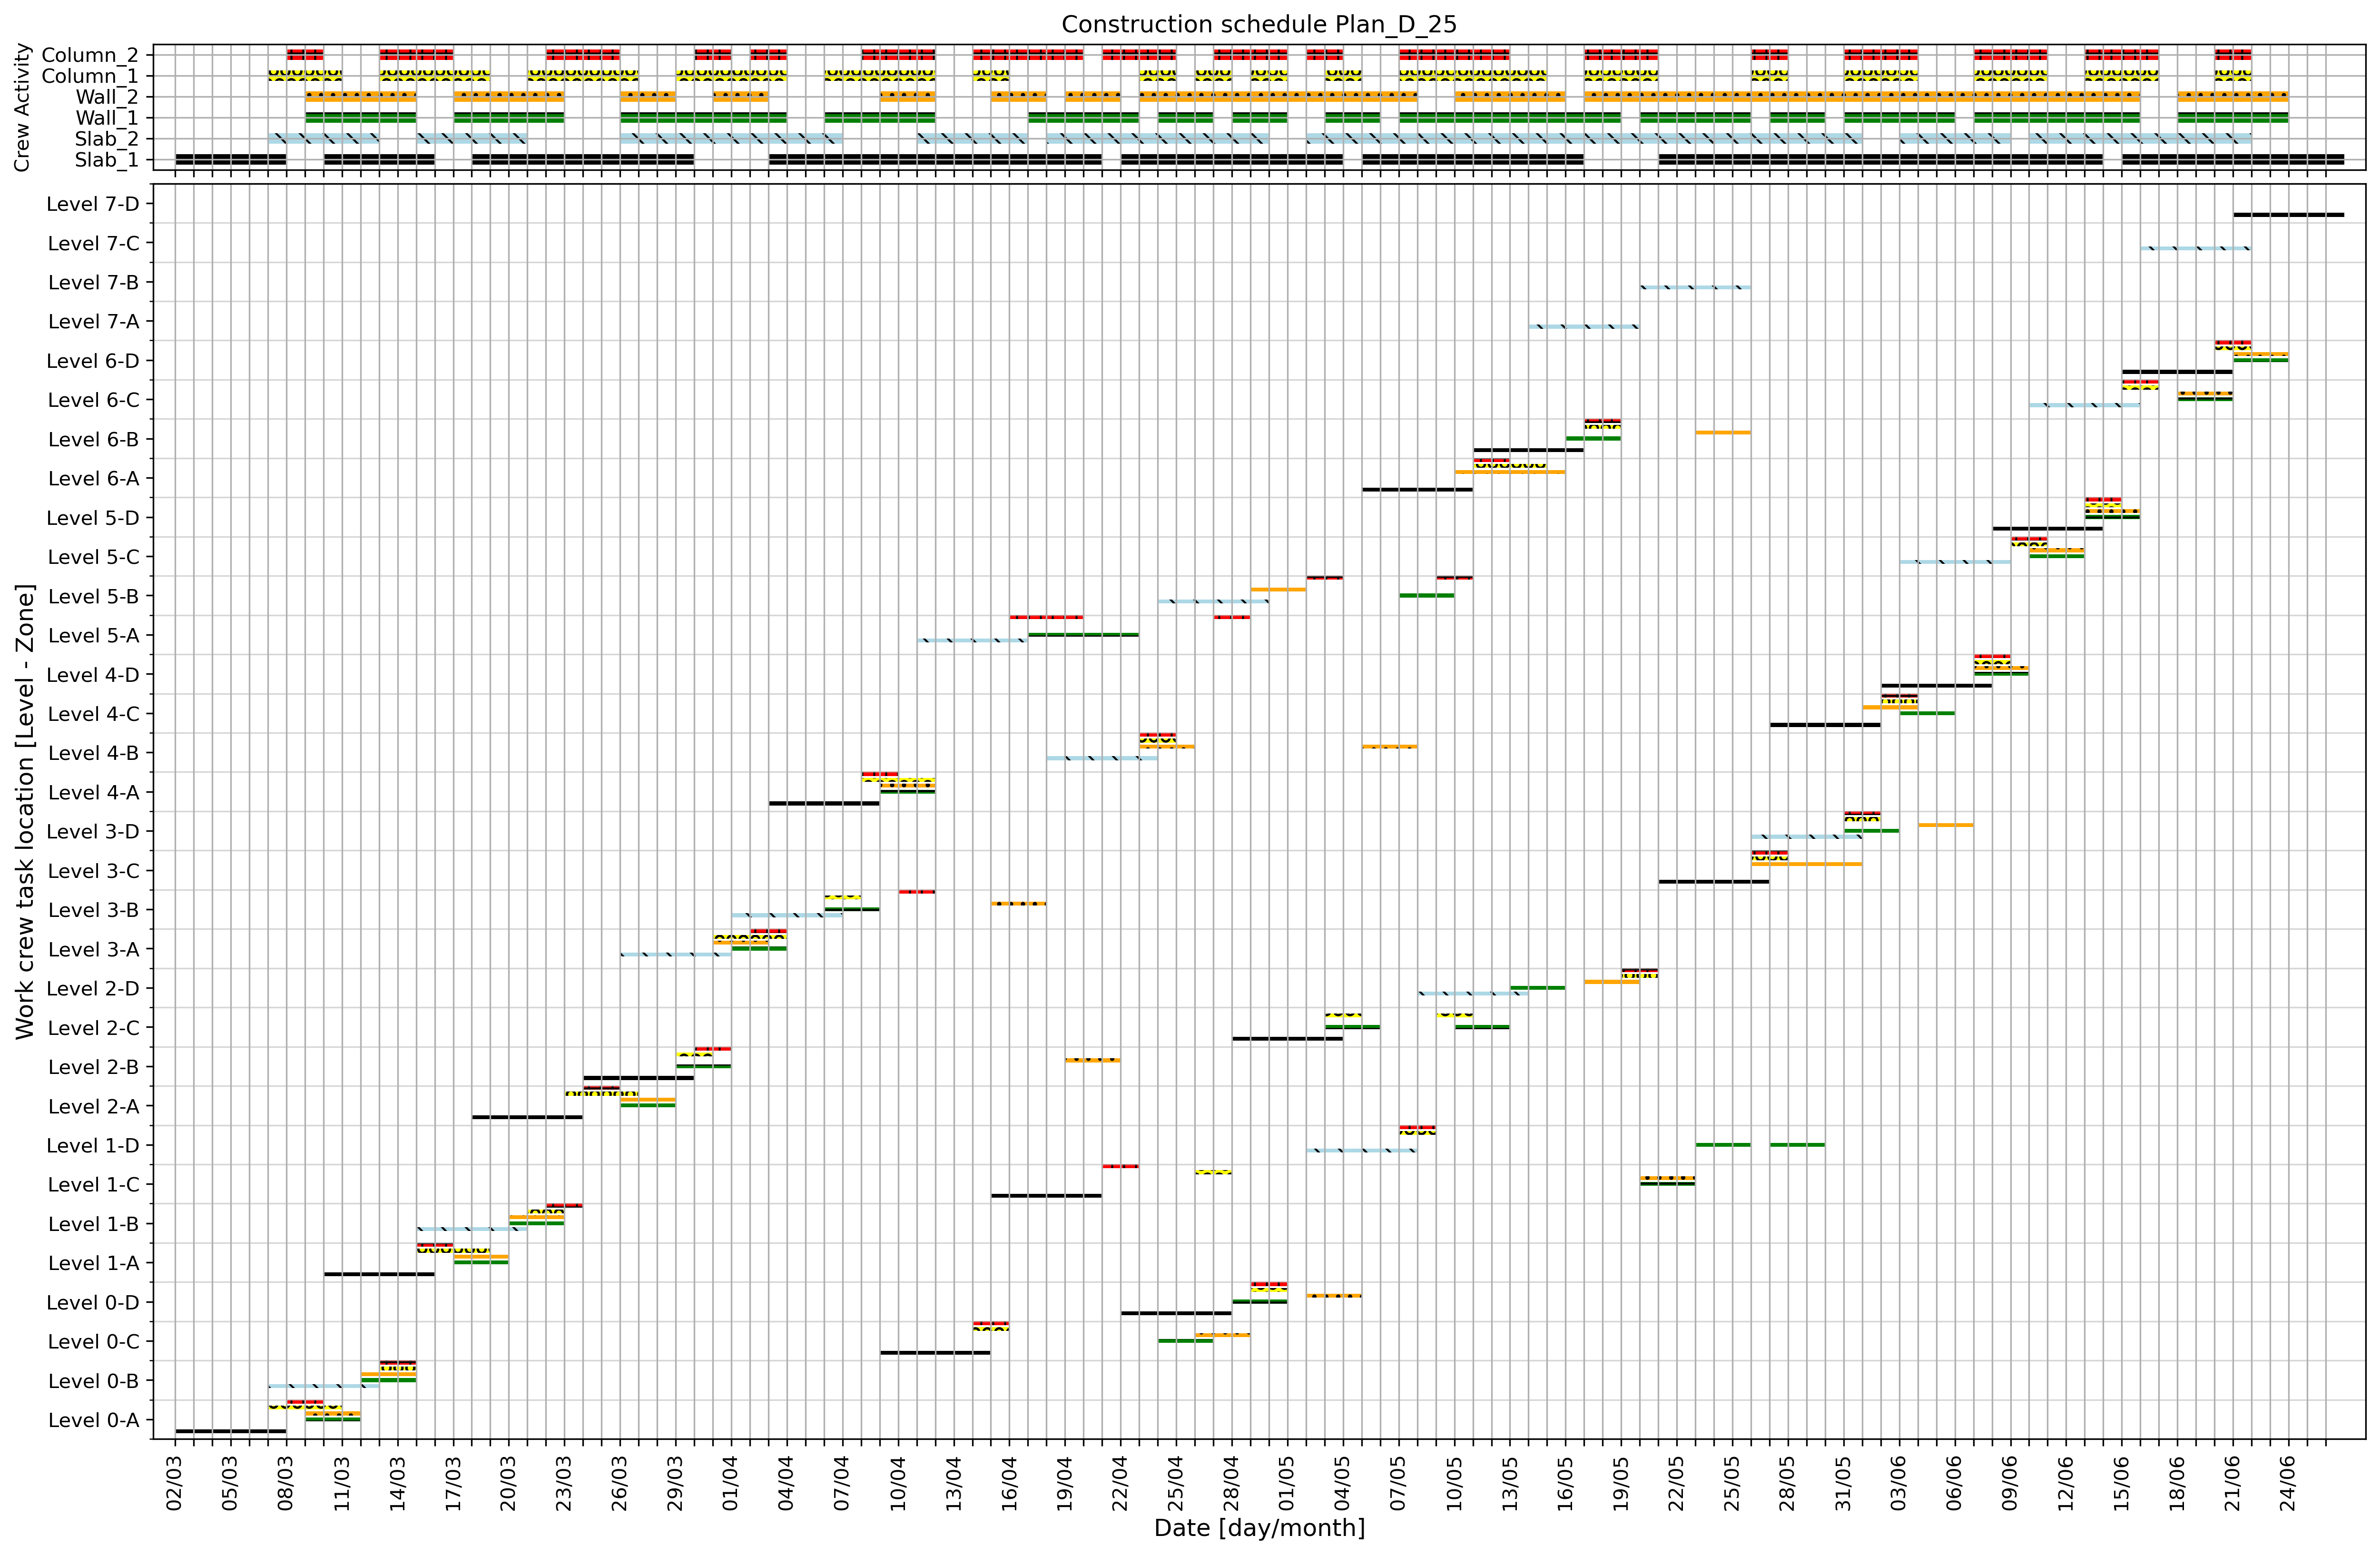 Construction schedule Plan_D_25
Crew Activity
Column_2
Column_1
Wall_2
Wall_1
Slab_2
Slab_1
Work crew task location [Level - Zone]
Level 7-D
Level 7-C
Level 7-B
Level 7-A
Level 6-D
Level 6-C
Level 6-B
Level 6-A
Level 5-D
Level 5-C
Level 5-B
Level 5-A
Level 4-D
Level 4-C
Level 4-B
Level 4-A
Level 3-D
Level 3-C
Level 3-B
Level 3-A
Level 2-D
Level 2-C
Level 2-B
Level 2-A
Level 1-D
Level 1-C
Level 1-B
Level 1-A
Level 0-D
Level 0-C
Level 0-B
Level 0-A
02/03
05/03
08/03
11/03
14/03
17/03
20/03
23/03
26/03
29/03
01/04
04/04
07/04
10/04
13/04
16/04
19/04
22/04
25/04
28/04
01/05
04/05
07/05
10/05
13/05
16/05
19/05
22/05
25/05
28/05
31/05
03/06
06/06
09/06
12/06
15/06
18/06
21/06
24/06
Date [day/month]